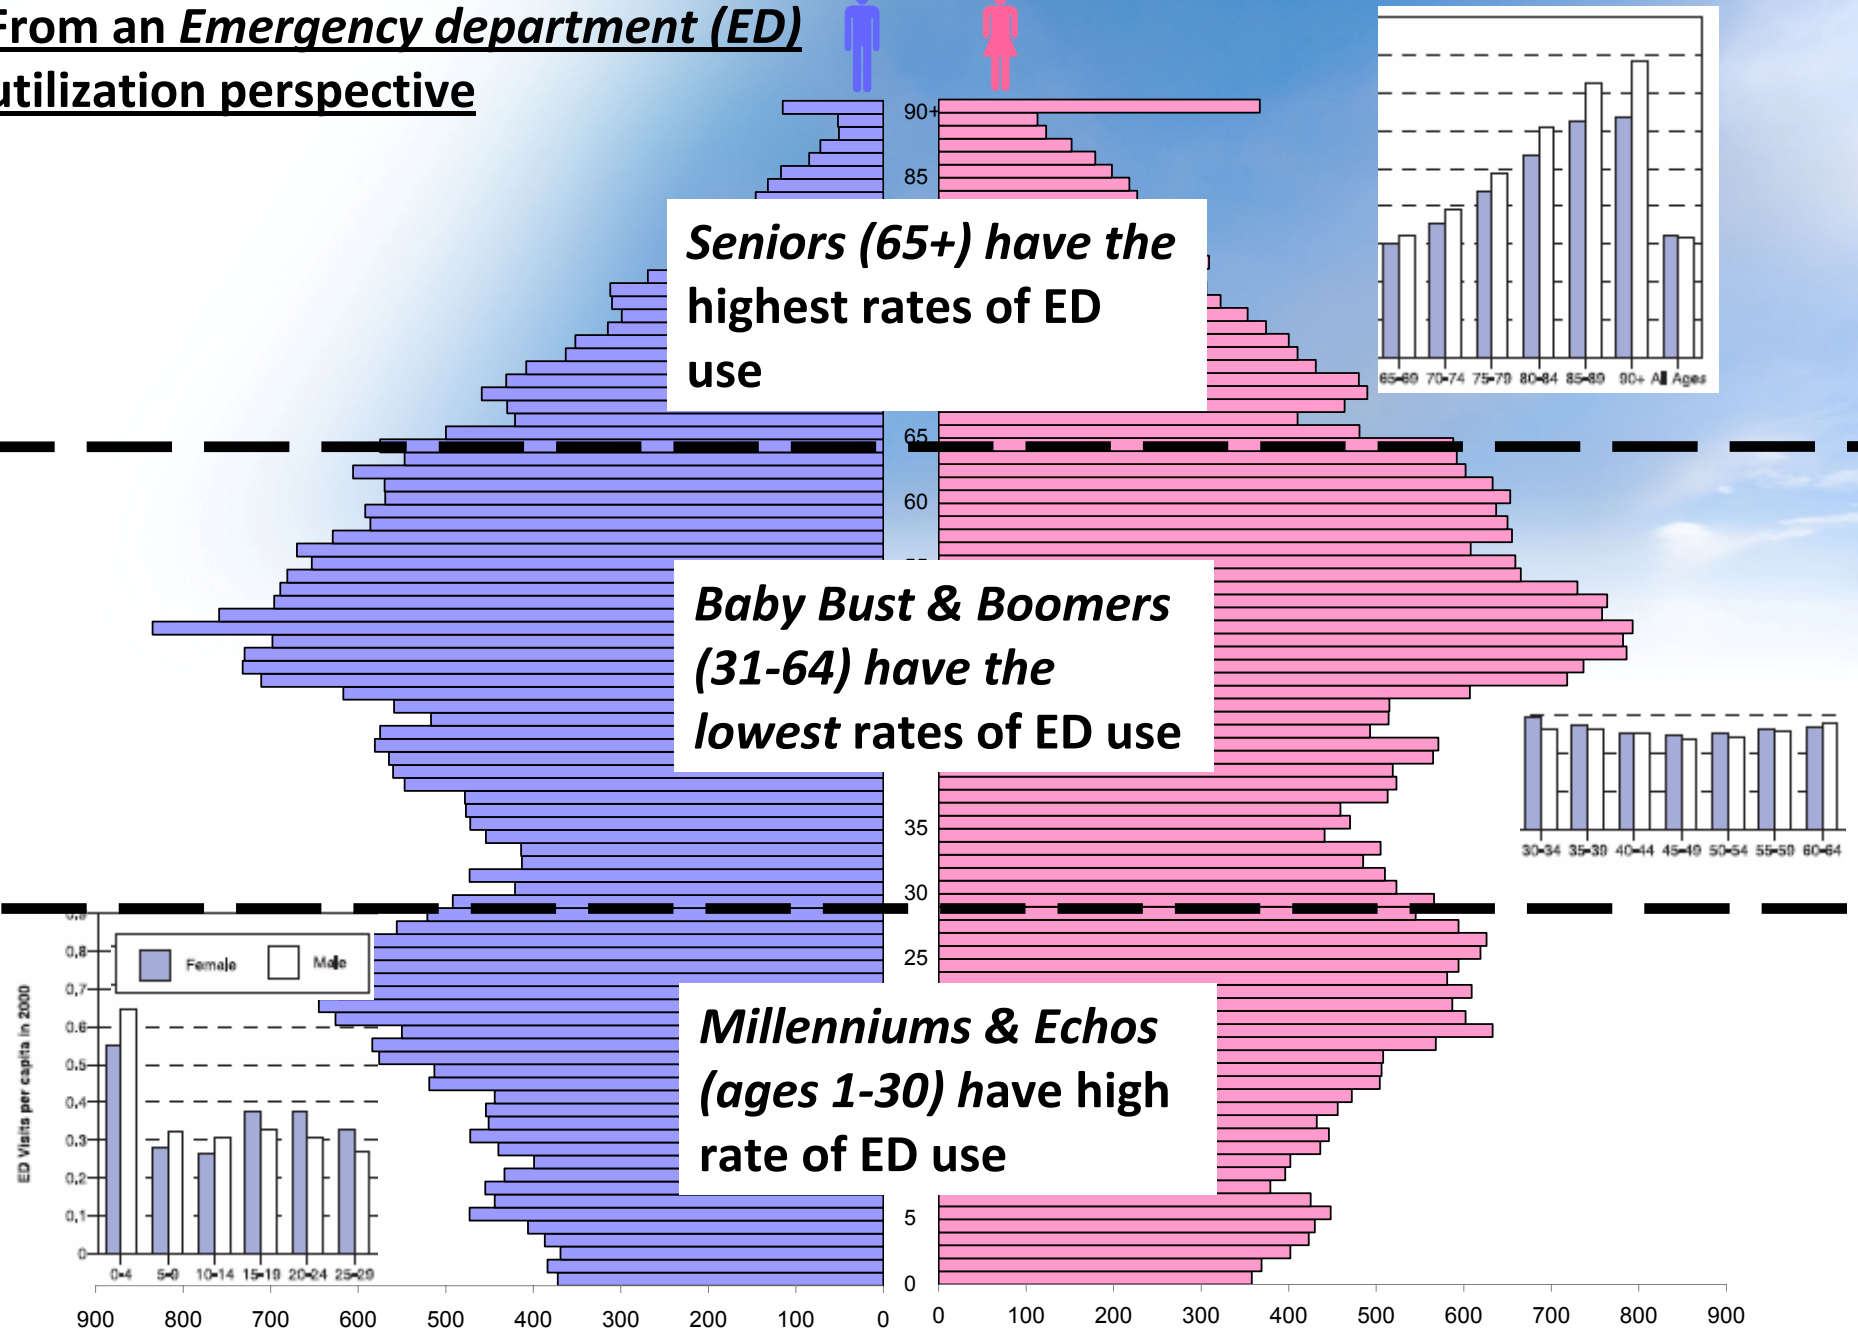 From an Emergency department (ED)
utilization perspective
90+
85
Seniors (65+) have the
highest rates of ED
use
65-69 70-74 75-79 80-84 85-89 90+ All Ages
65
60
Baby Bust & Boomers
(31-64) have the
lowest rates of ED use
30-34 35-39 40-44 45-49 50-54 55-59 60-64
35
30
25
0.9
0.8
0.7
0.6
0.5
0.4
0.3
0.2
0.1
0
Female Male
ED Visits per capita in 2000
0-4 5-9 10-14 15-19 20-24 25-29
Millenniums & Echos
(ages 1-30) have high
rate of ED use
5
0
900 800 700 600 500 400 300 200 100 0 0 100 200 300 400 500 600 700 800 900